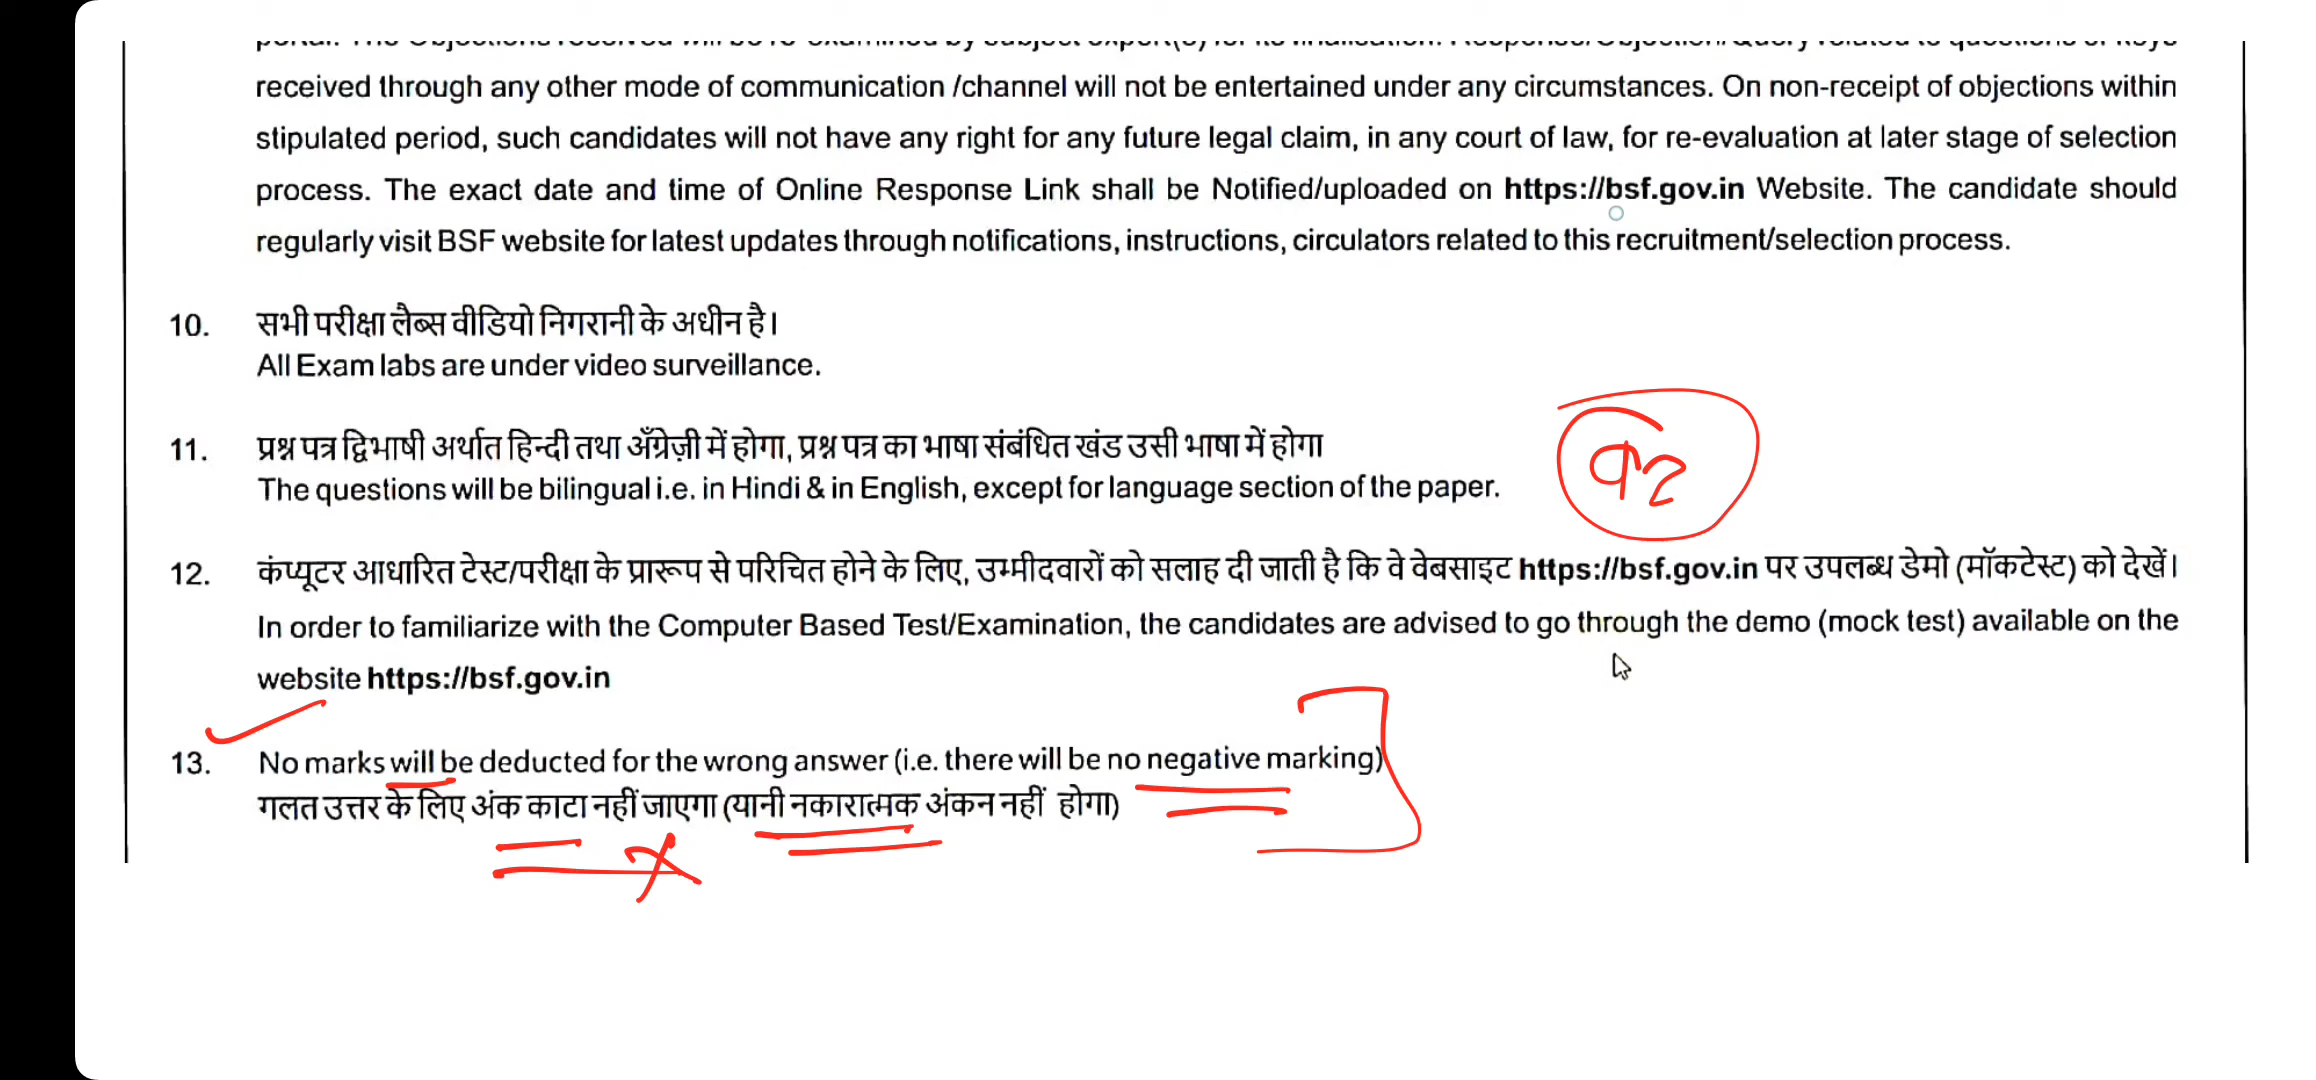 received through any other mode of communication /channel will not be entertained under any circumstances. On non-receipt of objections within
stipulated period, such candidates will not have any right for any future legal claim, in any court of law, for re-evaluation at later stage of selection
process. The exact date and time of Online Response Link shall be Notified/uploaded on https://bsf.gov.in Website. The candidate should
regularly visit BSF website for latest updates through notifications, instructions, circulators related to this recruitment/selection process.
10. सभी परीक्षा लैब्स वीडियो निगरानी के अधीन है।
All Exam labs are under video surveillance.
11. प्रश्न पत्र द्विभाषी अर्थात हिन्दी तथा अँग्रेज़ी में होगा, प्रश्न पत्र का भाषा संबंधित खंड उसी भाषा में होगा
The questions will be bilingual i.e. in Hindi & in English, except for language section of the paper.
12. कंप्यूटर आधारित टेस्ट/परीक्षा के प्रारूप से परिचित होने के लिए, उम्मीदवारों को सलाह दी जाती है कि वे वेबसाइट https://bsf.gov.in पर उपलब्ध डेमो (मॉकटेस्ट) को देखें।
In order to familiarize with the Computer Based Test/Examination, the candidates are advised to go through the demo (mock test) available on the
website https://bsf.gov.in
13. No marks will be deducted for the wrong answer (i.e. there will be no negative marking)
गलत उत्तर के लिए अंक काटा नहीं जाएगा (यानी नकारात्मक अंकन नहीं होगा)